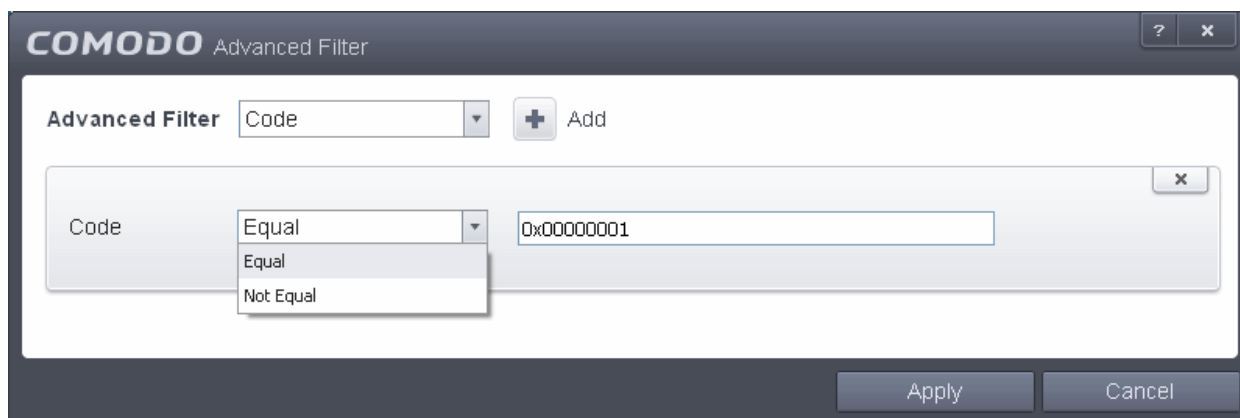 COMODO Advanced Filter ? x
Advanced Filter Code + Add
x
Code Equal 0x00000001
Equal
Not Equal
Apply Cancel